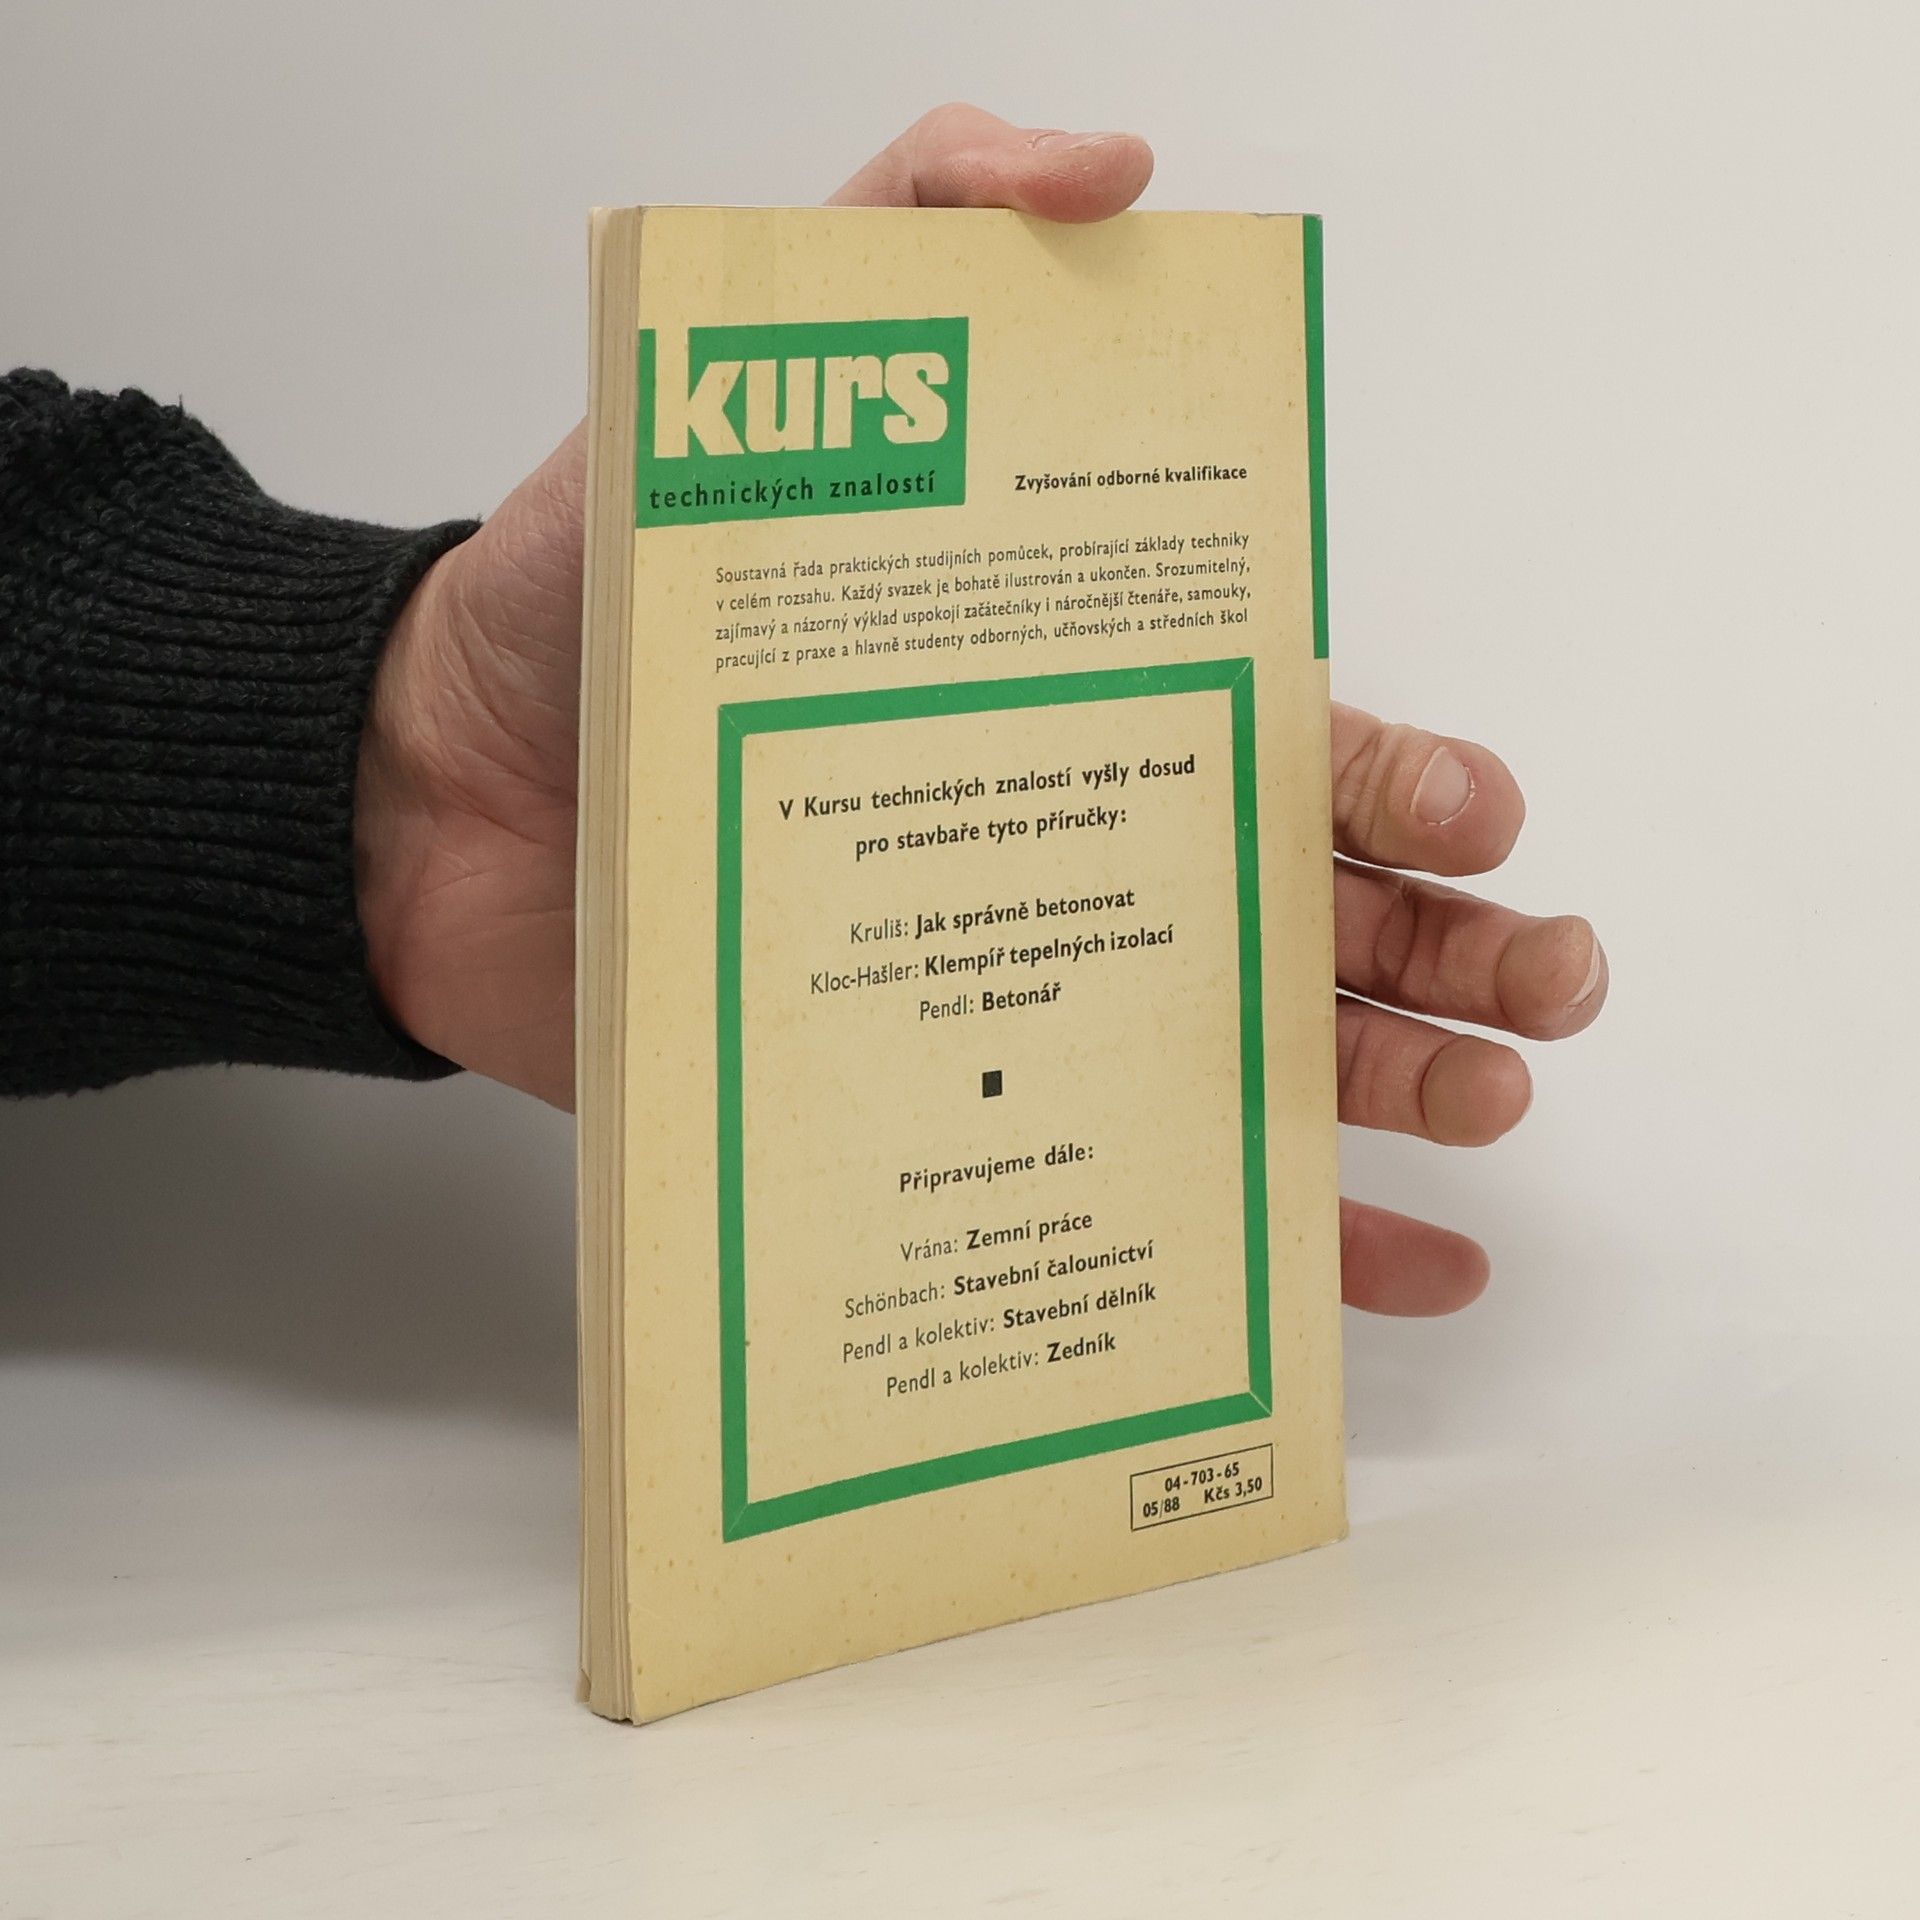 kurs
technických znalostí
Zvyšování odborné kvalifikace
Soustavná řada praktických studijních pomůcek, probírající základy techniky
v celém rozsahu. Každý svazek je bohatě ilustrován a ukončen. Srozumitelný,
zajímavý a názorný výklad uspokojí začátečníky i náročnější čtenáře, samouky,
pracující z praxe a hlavně studenty odborných, učňovských a středních škol
V Kursu technických znalostí vyšly dosud
pro stavbaře tyto příručky:
Kruliš: Jak správně betonovat
Kloc-Hašler: Klempíř tepelných izolací
Pendl: Betonář
Připravujeme dále:
Vrána: Zemní práce
Schönbach: Stavební čalounictví
Pendl a kolektiv: Stavební dělník
Pendl a kolektiv: Zedník
04-703-65
05/88 Kčs 3,50